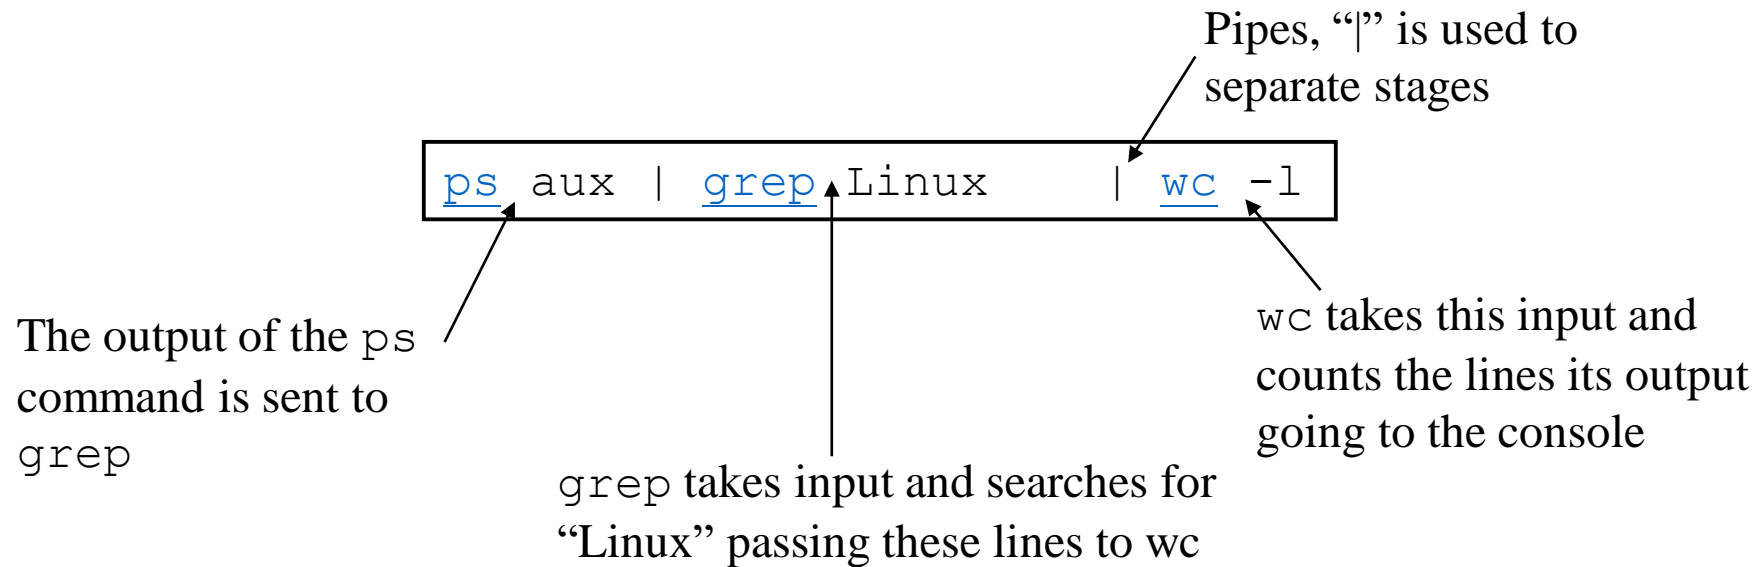 Pipes, “|” is used to
separate stages
ps aux | grep Linux | wc -l
The output of the ps
command is sent to
grep
wc takes this input and
counts the lines its output
going to the console
grep takes input and searches for
“Linux” passing these lines to wc